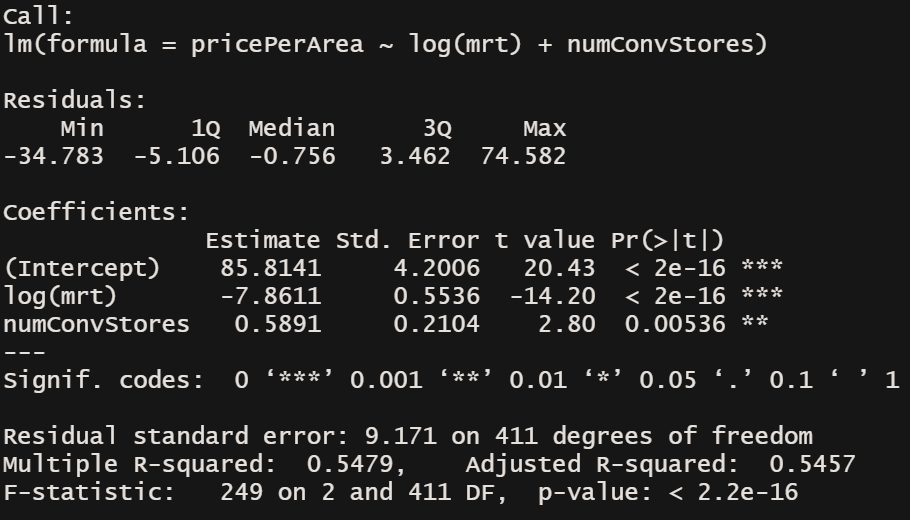 Call:
lm(formula = pricePerArea ~ log(mrt) + numConvStores)
Residuals:
    Min      1Q  Median      3Q     Max
-34.783  -5.106  -0.756   3.462  74.582
Coefficients:
              Estimate Std. Error t value Pr(>|t|)
(Intercept)    85.8141     4.2006   20.43  < 2e-16 ***
log(mrt)       -7.8611     0.5536  -14.20  < 2e-16 ***
numConvStores   0.5891     0.2104    2.80  0.00536 **
---
Signif. codes:  0 ‘***’ 0.001 ‘**’ 0.01 ‘*’ 0.05 ‘.’ 0.1 ‘ ’ 1
Residual standard error: 9.171 on 411 degrees of freedom
Multiple R-squared:  0.5479,	Adjusted R-squared:  0.5457
F-statistic:   249 on 2 and 411 DF,  p-value: < 2.2e-16